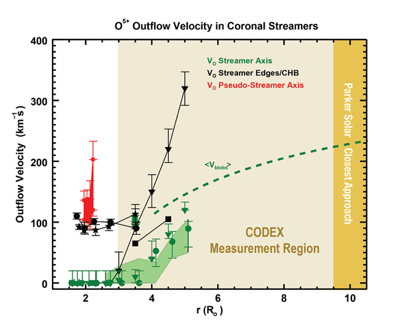 O⁵⁺ Outflow Velocity in Coronal Streamers
400
300
200
100
0
Outflow Velocity (km s⁻¹)
V₀ Streamer Axis
V₀ Streamer Edges/CHB
V₀ Pseudo-Streamer Axis
<V_blobs>
CODEX
Measurement Region
Parker Solar
Closest Approach
2
4
6
8
10
r (R₀)